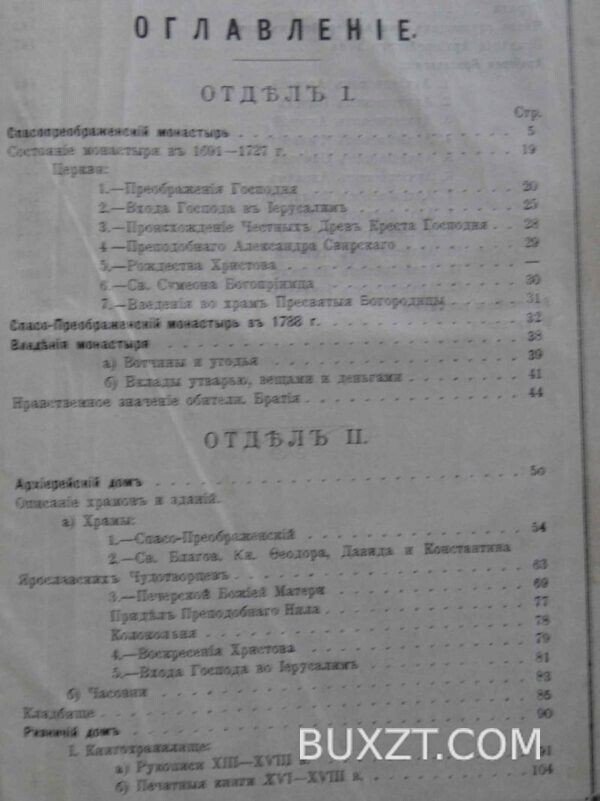 ОГЛАВЛЕНІЕ.
ОТДѢЛЪ I.
Стр.
Спасопреображенскій монастырь 5
Состояніе монастыря въ 1691—1727 г. 19
Церкви:
1.—Преображенія Господня 20
2.—Входа Господа въ Іерусалимъ 25
3.—Происхожденіе Честныхъ Древъ Креста Господня 28
4—Преподобнаго Александра Свирскаго 29
5.—Рождества Христова —
6.—Св. Сумеона Богопріимца 30
7.—Введенія во храмъ Пресвятыя Богородицы 31
Спасо-Преображенскій монастырь въ 1788 г. 32
Владѣнія монастыря 38
а) Вотчины и угодья 39
б) Вклады утварью, вещами и деньгами 41
Нравственное значеніе обители. Братія 44
ОТДѢЛЪ II.
Архіерейскій домъ 50
Описаніе храмовъ и зданій.
а) Храмы:
1.—Спасо-Преображенскій 54
2.—Св. Благов. Кн. Ѳеодора, Давида и Константина
Ярославскихъ Чудотворцевъ 63
3.—Печерской Божіей Матери 69
Придѣлъ Преподобнаго Нила 77
Колокольня 78
4.—Воскресенія Христова 79
5.—Входа Господа во Іерусалимъ 81
б) Часовни 83
Кладбище 85
Ризничій домъ 90
I. Книгохранилище:
а) Рукописи XIII—XVIII в. 91
б) Печатныя книги XVI—XVIII в. 104
BUXZT.COM